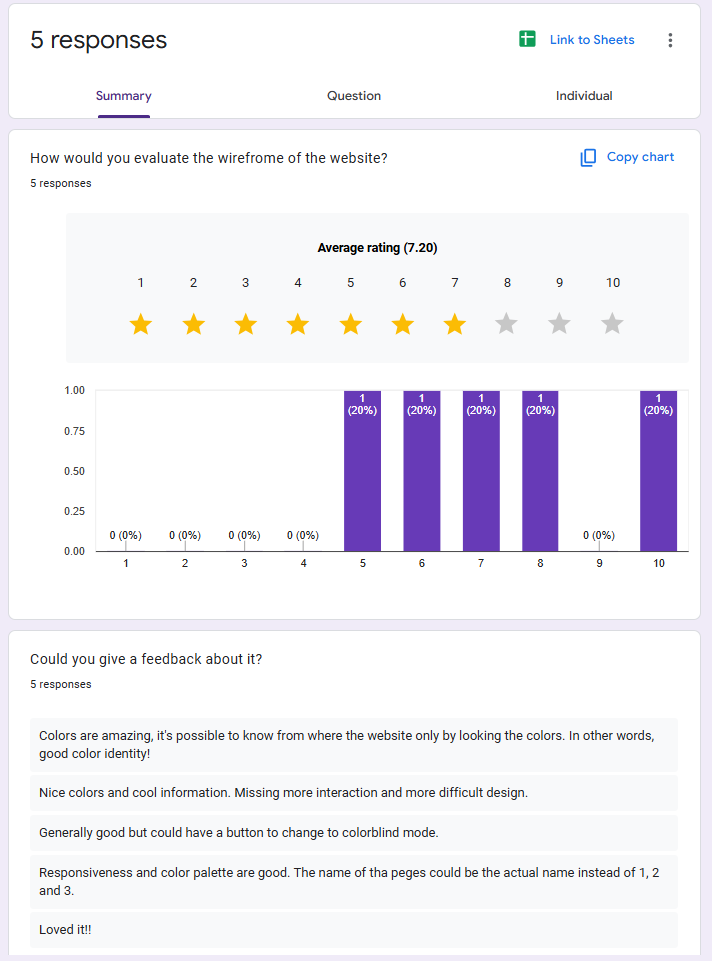 5 responses
Link to Sheets
Summary
Question
Individual
How would you evaluate the wirefrome of the website?
Copy chart
5 responses
Average rating (7.20)
1 2 3 4 5 6 7 8 9 10
1.00
0.75
0.50
0.25
0.00
0 (0%) 0 (0%) 0 (0%) 0 (0%) 1 (20%) 1 (20%) 1 (20%) 1 (20%) 0 (0%) 1 (20%)
1 2 3 4 5 6 7 8 9 10
Could you give a feedback about it?
5 responses
Colors are amazing, it's possible to know from where the website only by looking the colors. In other words,
good color identity!
Nice colors and cool information. Missing more interaction and more difficult design.
Generally good but could have a button to change to colorblind mode.
Responsiveness and color palette are good. The name of tha peges could be the actual name instead of 1, 2
and 3.
Loved it!!